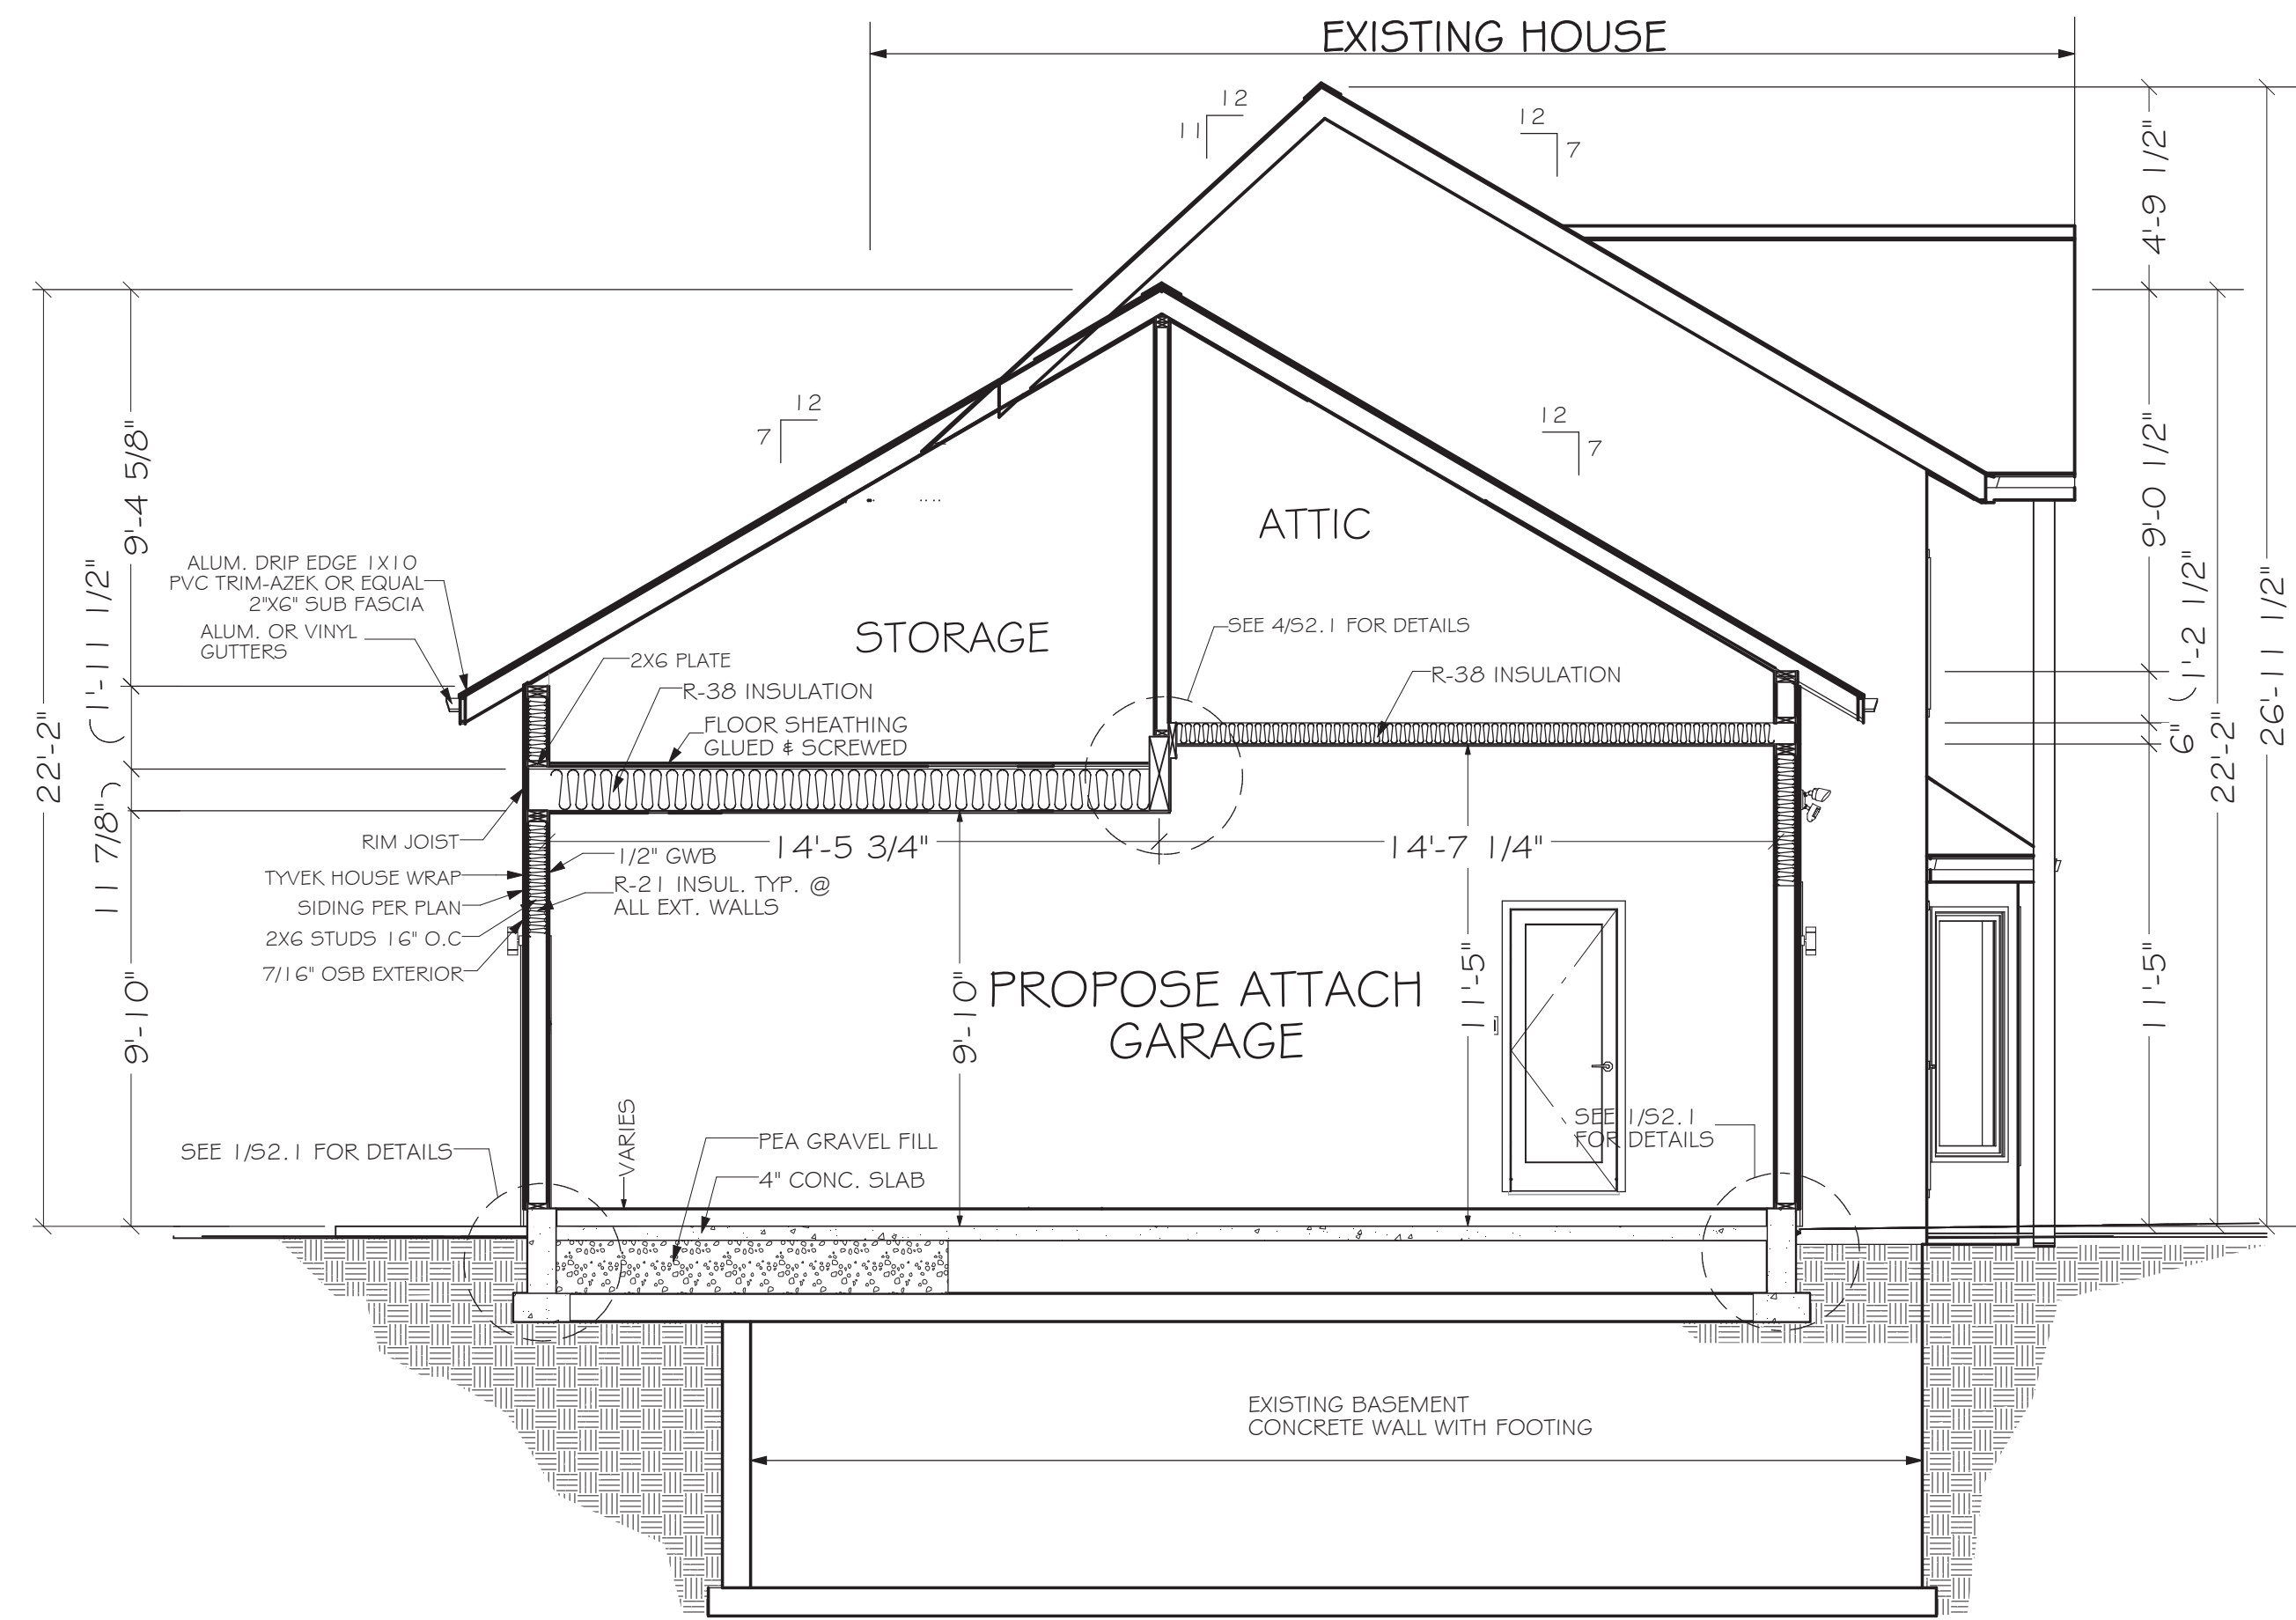 EXISTING HOUSE
12
11
12
7
4'-9 1/2"
12
7
12
7
9'-4 5/8"
9'-0 1/2"
ATTIC
ALUM. DRIP EDGE 1X10
PVC TRIM-AZEK OR EQUAL
2"X6" SUB FASCIA
ALUM. OR VINYL
GUTTERS
STORAGE
SEE 4/S2.1 FOR DETAILS
2X6 PLATE
R-38 INSULATION
R-38 INSULATION
FLOOR SHEATHING
GLUED & SCREWED
1'-11 1/2"
22'-2"
11 7/8"
1'-2 1/2"
6"
22'-2"
26'-11 1/2"
RIM JOIST
14'-5 3/4"
14'-7 1/4"
1/2" GWB
TYVEK HOUSE WRAP
R-21 INSUL. TYP. @
ALL EXT. WALLS
SIDING PER PLAN
2X6 STUDS 16" O.C
7/16" OSB EXTERIOR
9'-10"
9'-10"
PROPOSE ATTACH
GARAGE
11'-5"
11'-5"
SEE 1/S2.1 FOR DETAILS
VARIES
PEA GRAVEL FILL
4" CONC. SLAB
SEE 1/S2.1
FOR DETAILS
EXISTING BASEMENT
CONCRETE WALL WITH FOOTING